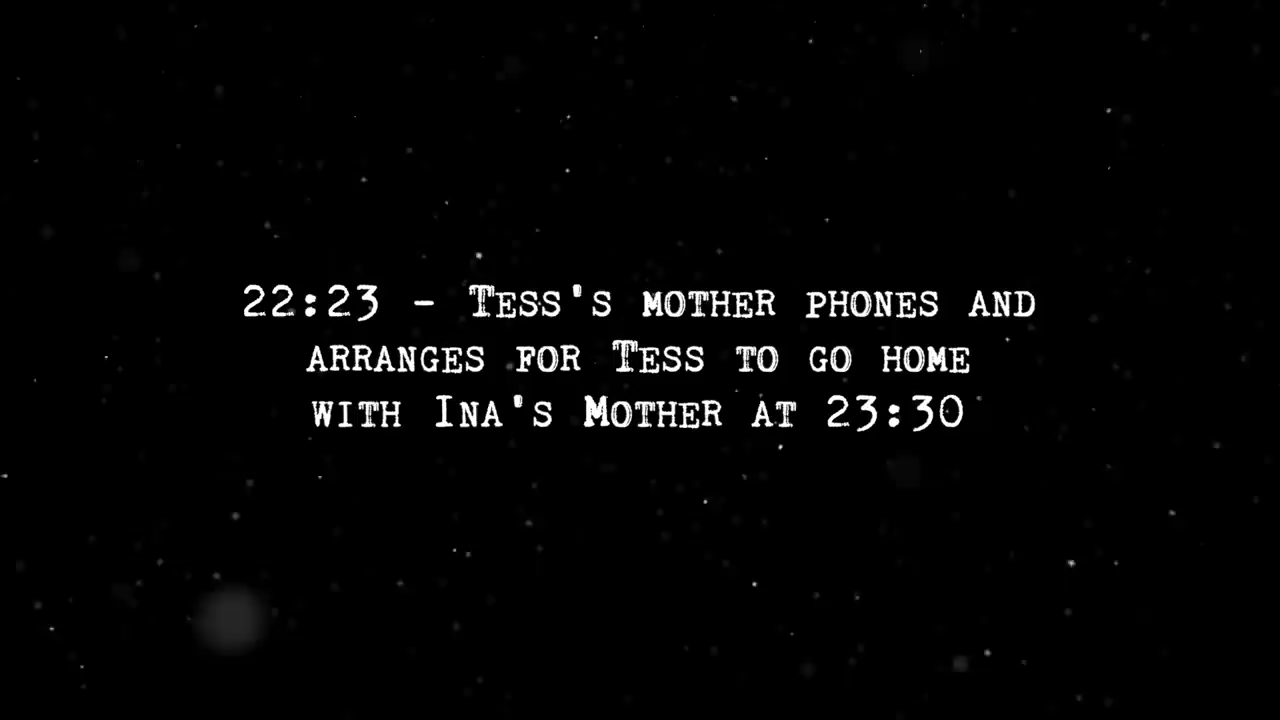 22:23 - Tess's mother phones and
arranges for Tess to go home
with Ina's Mother at 23:30